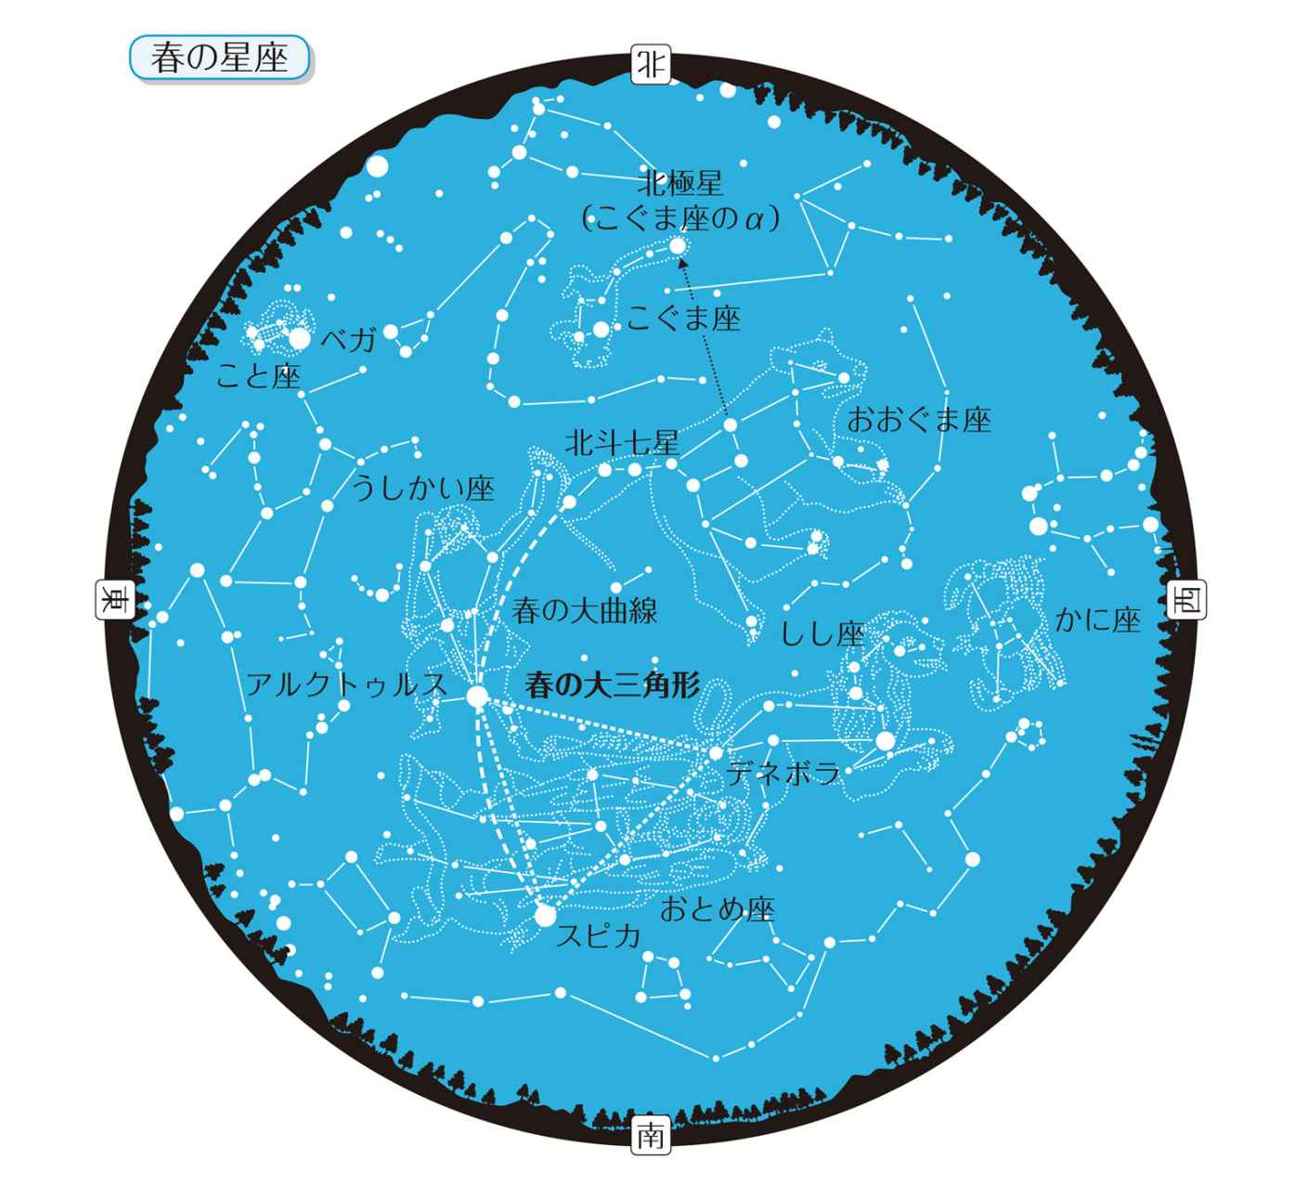 春の星座
北
北極星
(こぐま座のα)
こぐま座
ベガ
こと座
おおぐま座
北斗七星
うしかい座
東
西
春の大曲線
しし座
かに座
アルクトゥルス
春の大三角形
デネボラ
おとめ座
スピカ
南